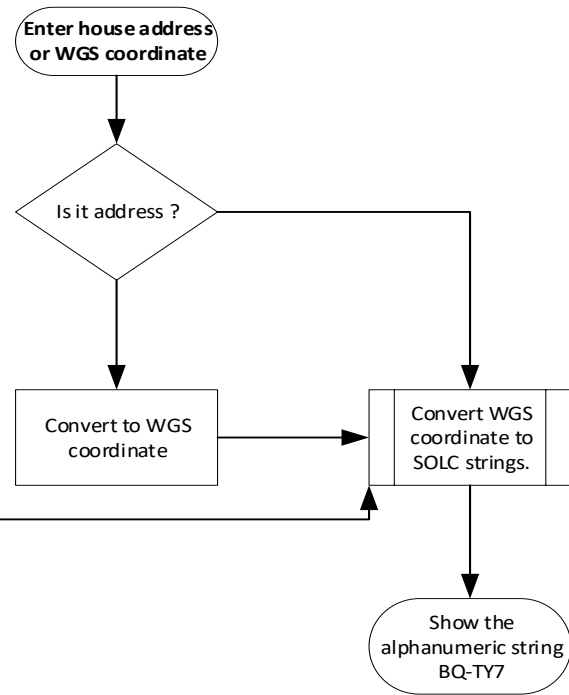 Enter house address
or WGS coordinate
Is it address ?
Convert to WGS
coordinate
Convert WGS
coordinate to
SOLC strings.
Show the
alphanumeric string
BQ-TY7